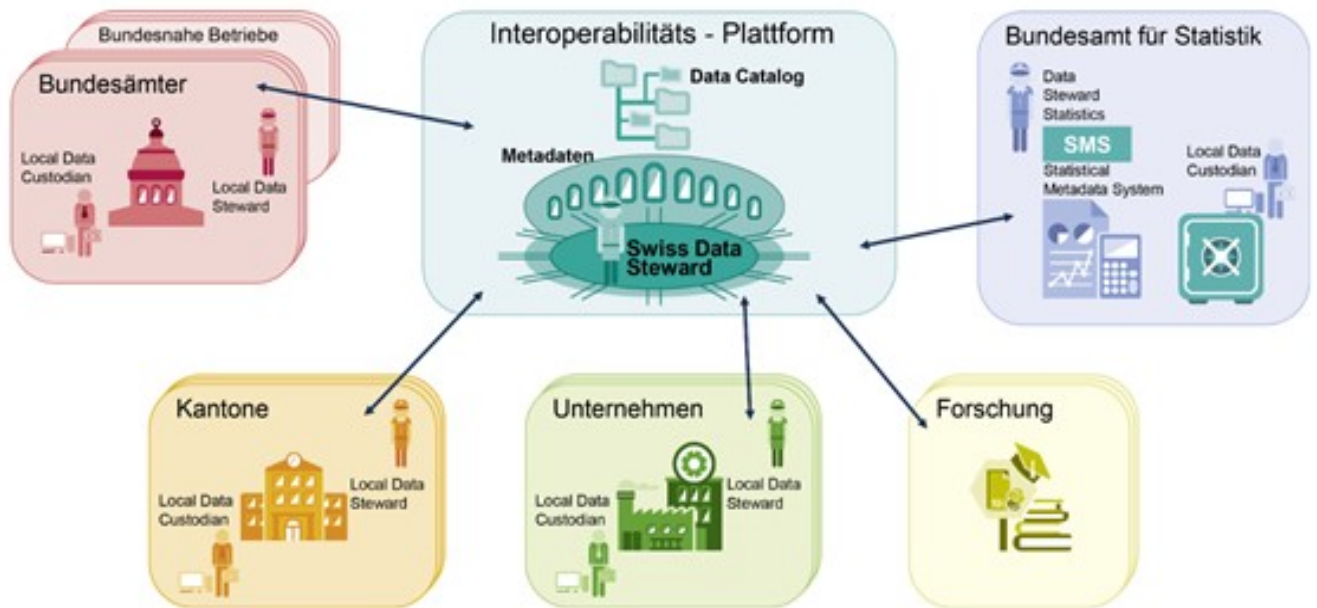 Bundesnahe Betriebe
Bundesämter
Local Data
Custodian
Local Data
Steward
Interoperabilitäts - Plattform
Data Catalog
Metadaten
Swiss Data
Steward
Bundesamt für Statistik
Data
Steward
Statistics
SMS
Statistical
Metadata System
Local Data
Custodian
Kantone
Local Data
Custodian
Local Data
Steward
Unternehmen
Local Data
Custodian
Local Data
Steward
Forschung